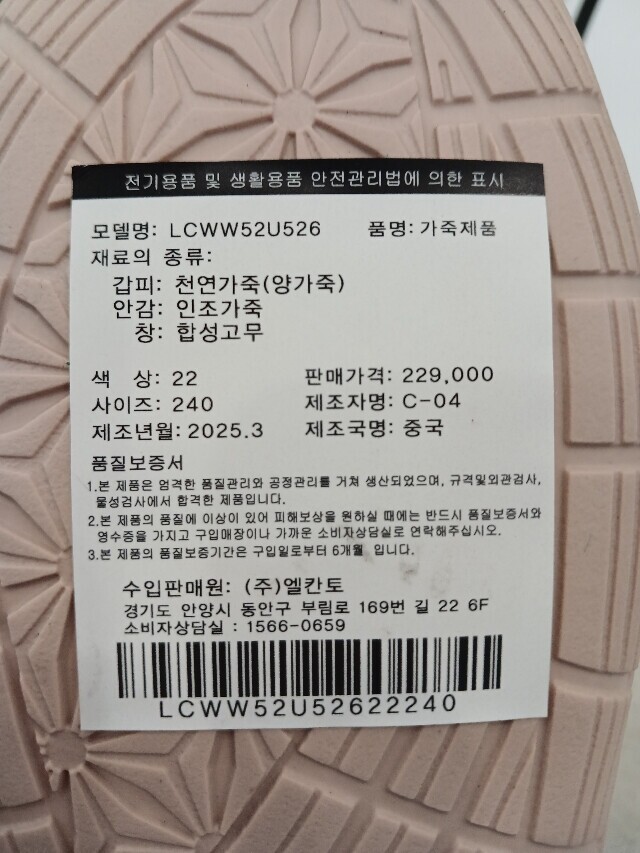 전기용품 및 생활용품 안전관리법에 의한 표시
모델명: LCWW52U526 품명: 가죽제품
재료의 종류:
갑피: 천연가죽(양가죽)
안감: 인조가죽
창: 합성고무
색 상: 22 판매가격: 229,000
사이즈: 240 제조자명: C-04
제조년월: 2025.3 제조국명: 중국
품질보증서
1.본 제품은 엄격한 품질관리와 공정관리를 거쳐 생산되었으며, 규격및외관검사,
물성검사에서 합격한 제품입니다.
2.본 제품의 품질에 이상이 있어 피해보상을 원하실 때에는 반드시 품질보증서와
영수증을 가지고 구입매장이나 가까운 소비자상담실로 연락해주십시오.
3.본 제품의 품질보증기간은 구입일로부터 6개월 입니다.
수입판매원: (주)엘칸토
경기도 안양시 동안구 부림로 169번 길 22 6F
소비자상담실 : 1566-0659
LCWW52U52622240